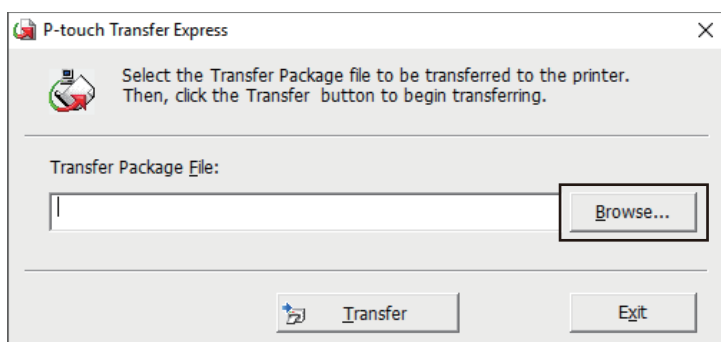 P-touch Transfer Express
Select the Transfer Package file to be transferred to the printer.
Then, click the Transfer button to begin transferring.
Transfer Package File:
Browse...
Transfer
Exit